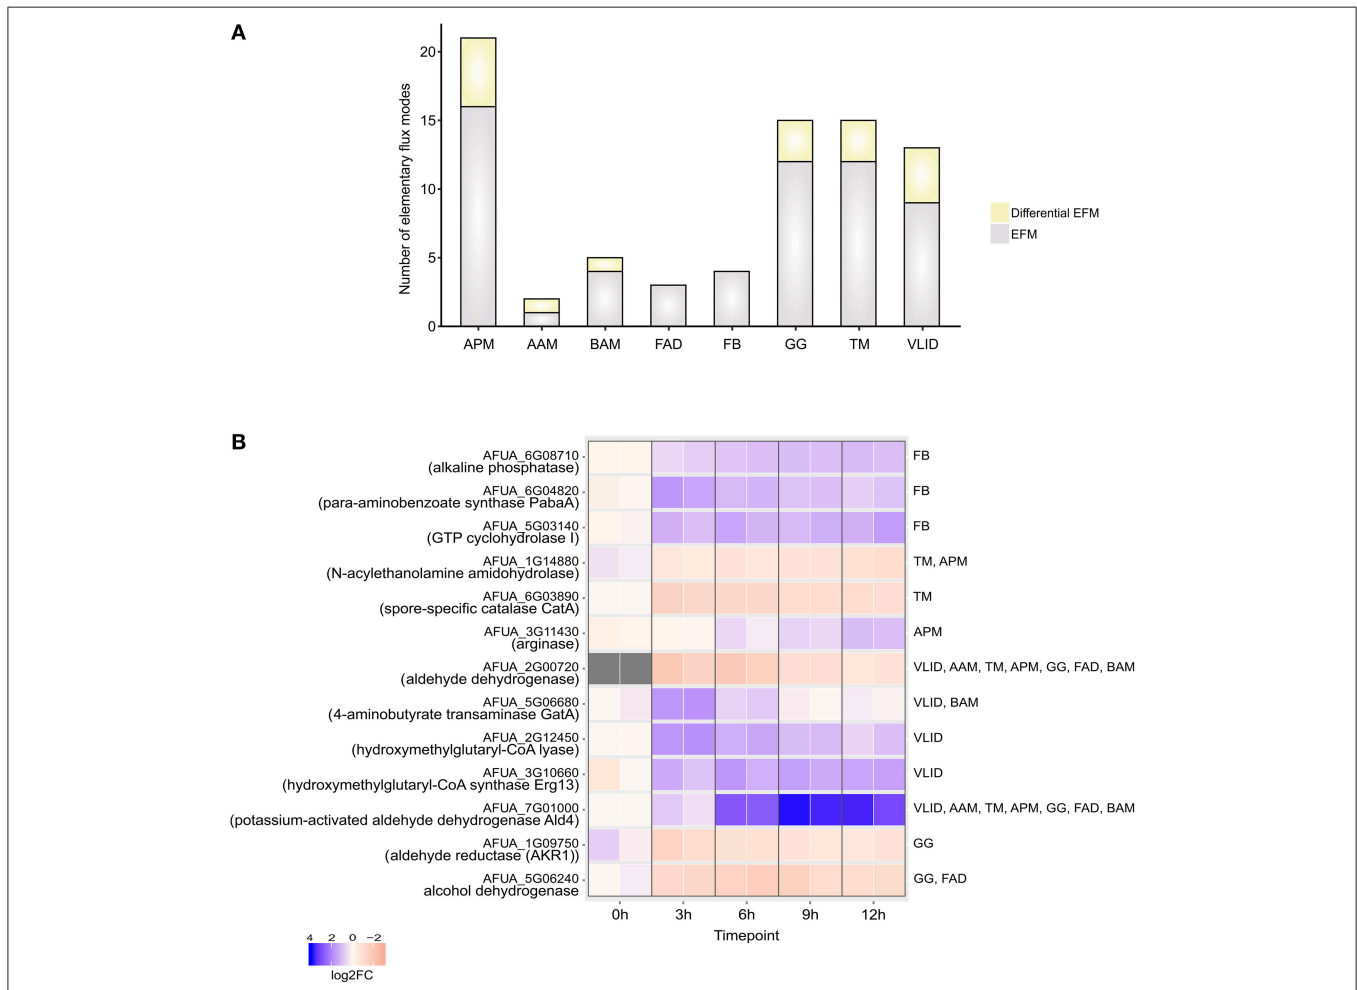 A
Number of elementary flux modes
20
15
10
5
0
APM AAM BAM FAD FB GG TM VLID
Differential EFM
EFM
B
AFUA_6G08710
(alkaline phosphatase)
FB
AFUA_6G04820
(para-aminobenzoate synthase PabaA)
FB
AFUA_5G03140
(GTP cyclohydrolase I)
FB
AFUA_1G14880
(N-acylethanolamine amidohydrolase)
TM, APM
AFUA_6G03890
(spore-specific catalase CatA)
TM
AFUA_3G11430
(arginase)
APM
AFUA_2G00720
(aldehyde dehydrogenase)
VLID, AAM, TM, APM, GG, FAD, BAM
AFUA_5G06680
(4-aminobutyrate transaminase GatA)
VLID, BAM
AFUA_2G12450
(hydroxymethylglutaryl-CoA lyase)
VLID
AFUA_3G10660
(hydroxymethylglutaryl-CoA synthase Erg13)
VLID
AFUA_7G01000
(potassium-activated aldehyde dehydrogenase Ald4)
VLID, AAM, TM, APM, GG, FAD, BAM
AFUA_1G09750
(aldehyde reductase (AKR1))
GG
AFUA_5G06240
alcohol dehydrogenase
GG, FAD
0h 3h 6h 9h 12h
Timepoint
4 2 0 −2
log2FC